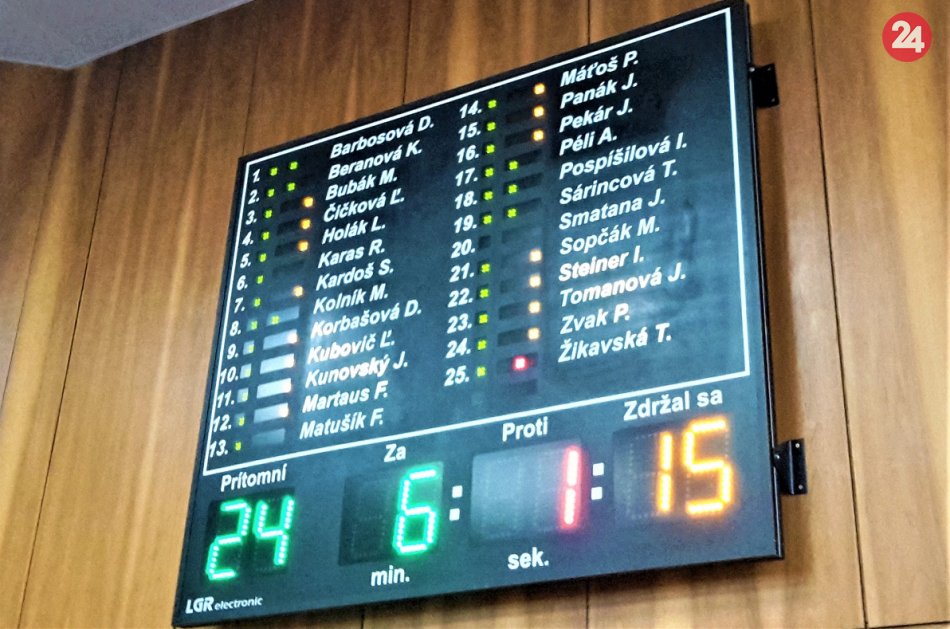 24
1. Barbosová D.
2. Beranová K.
3. Bubák M.
4. Čičková Ľ.
5. Holák L.
6. Karas R.
7. Kardoš S.
8. Kolník M.
9. Korbašová D.
10. Kubovič Ľ.
11. Kunovský J.
12. Martaus F.
13. Matušík F.
14. Máťoš P.
15. Panák J.
16. Pekár J.
17. Péli A.
18. Pospíšilová I.
19. Sárincová T.
20. Smatana J.
21. Sopčák M.
22. Steiner I.
23. Tomanová J.
24. Zvak P.
25. Žikavská T.
Prítomní Za Proti Zdržal sa
24 6 : 1 : 15
min. sek.
LGR electronic